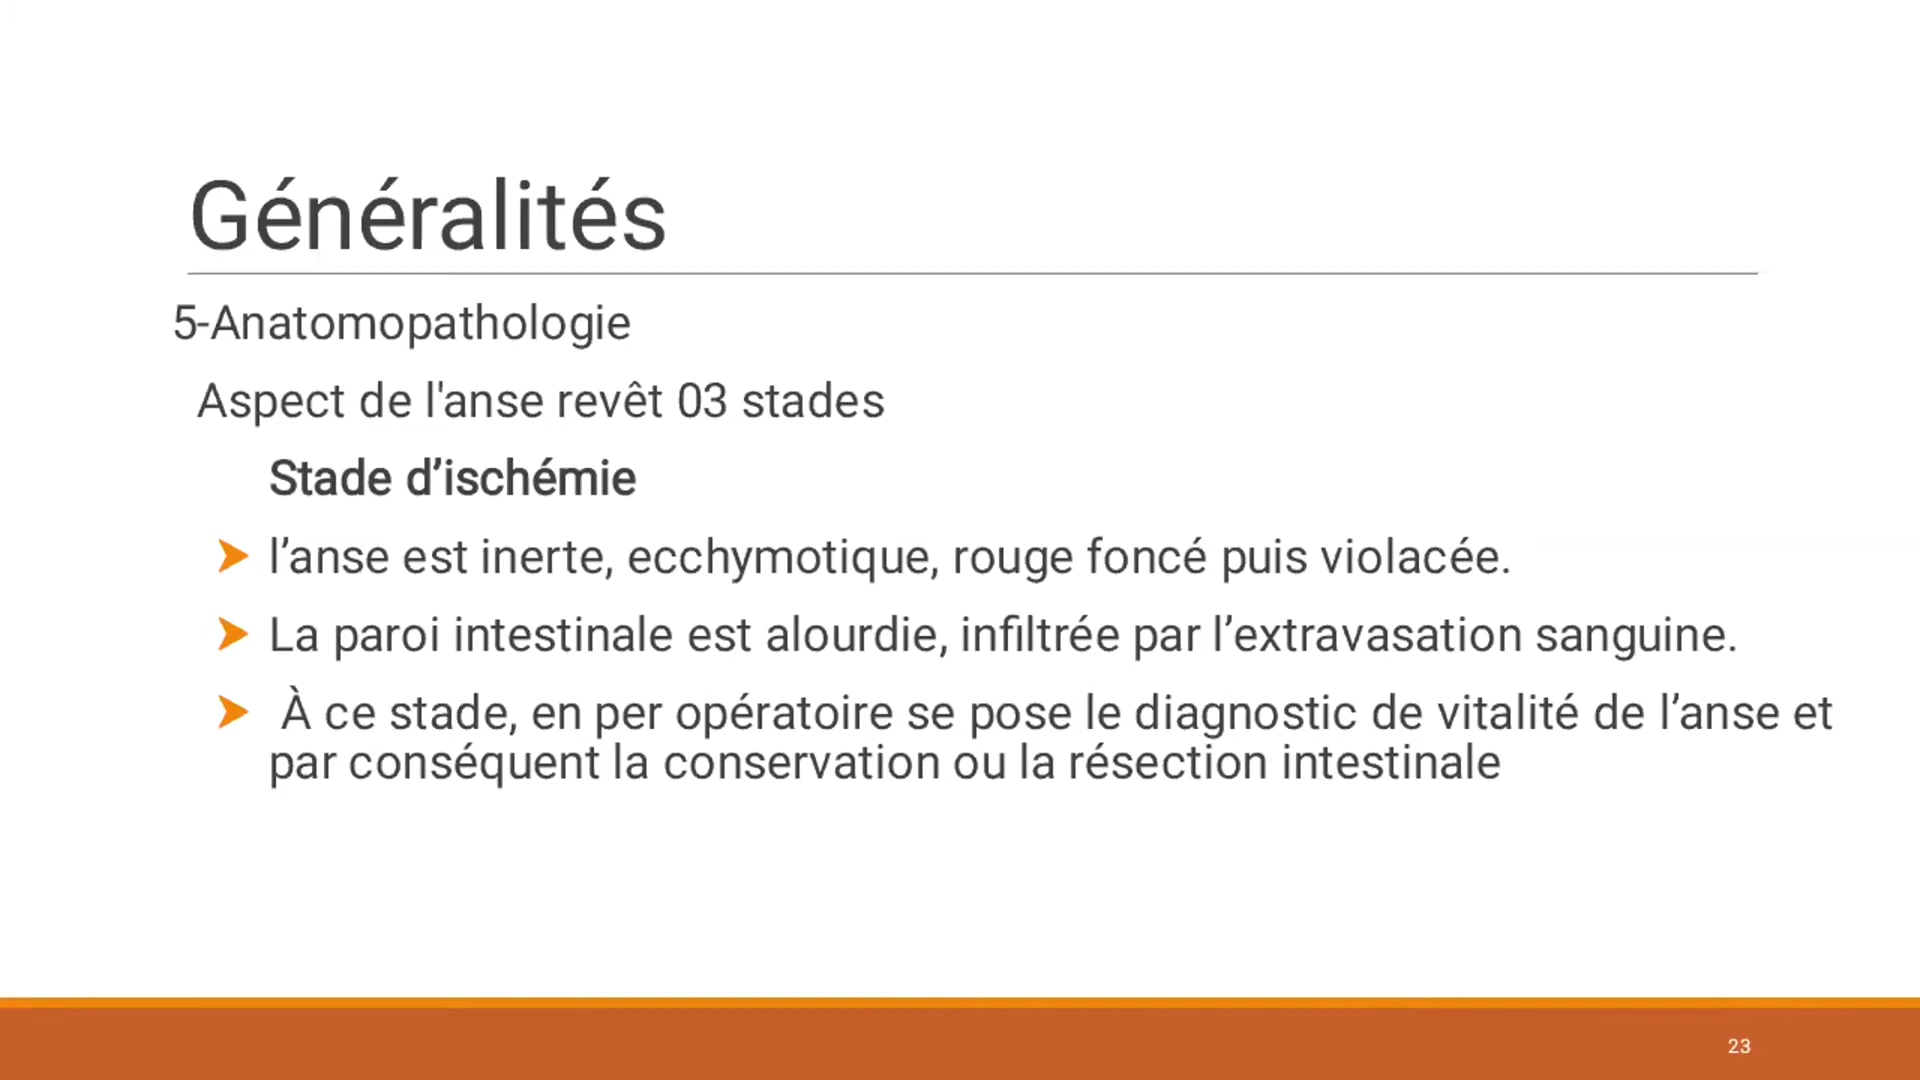 Généralités
5-Anatomopathologie
Aspect de l'anse revêt 03 stades
Stade d’ischémie
➤ l’anse est inerte, ecchymotique, rouge foncé puis violacée.
➤ La paroi intestinale est alourdie, infiltrée par l’extravasation sanguine.
➤ À ce stade, en per opératoire se pose le diagnostic de vitalité de l’anse et
par conséquent la conservation ou la résection intestinale
23